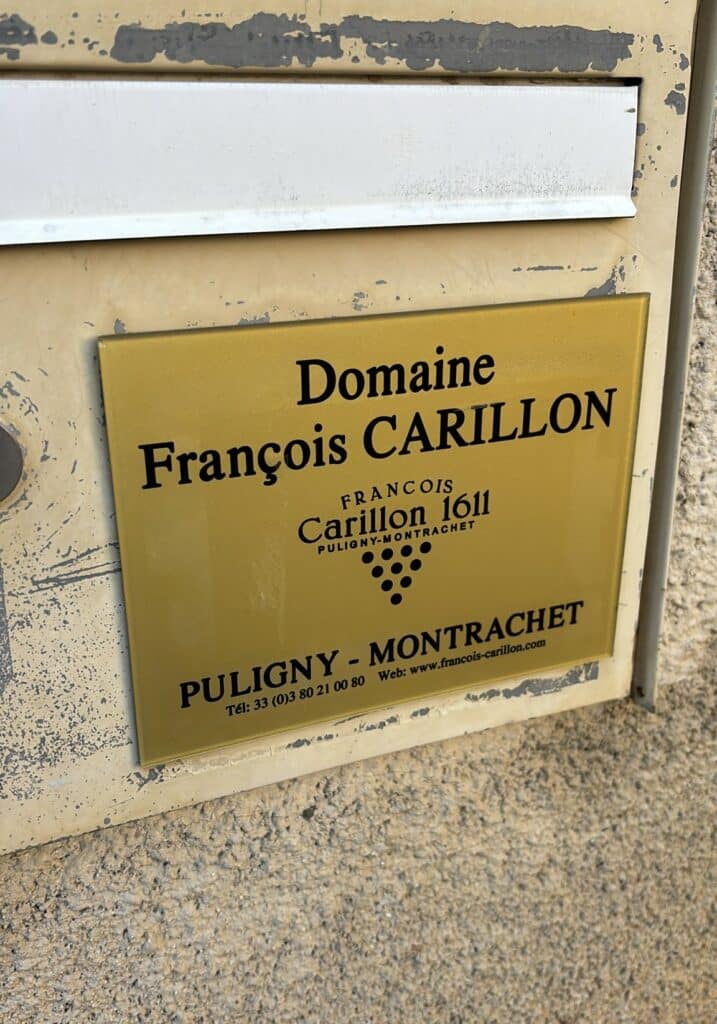 Domaine
François CARILLON
FRANCOIS
Carillon 1611
PULIGNY-MONTRACHET
PULIGNY - MONTRACHET
Tél: 33 (0)3 80 21 00 80 Web: www.francois-carillon.com